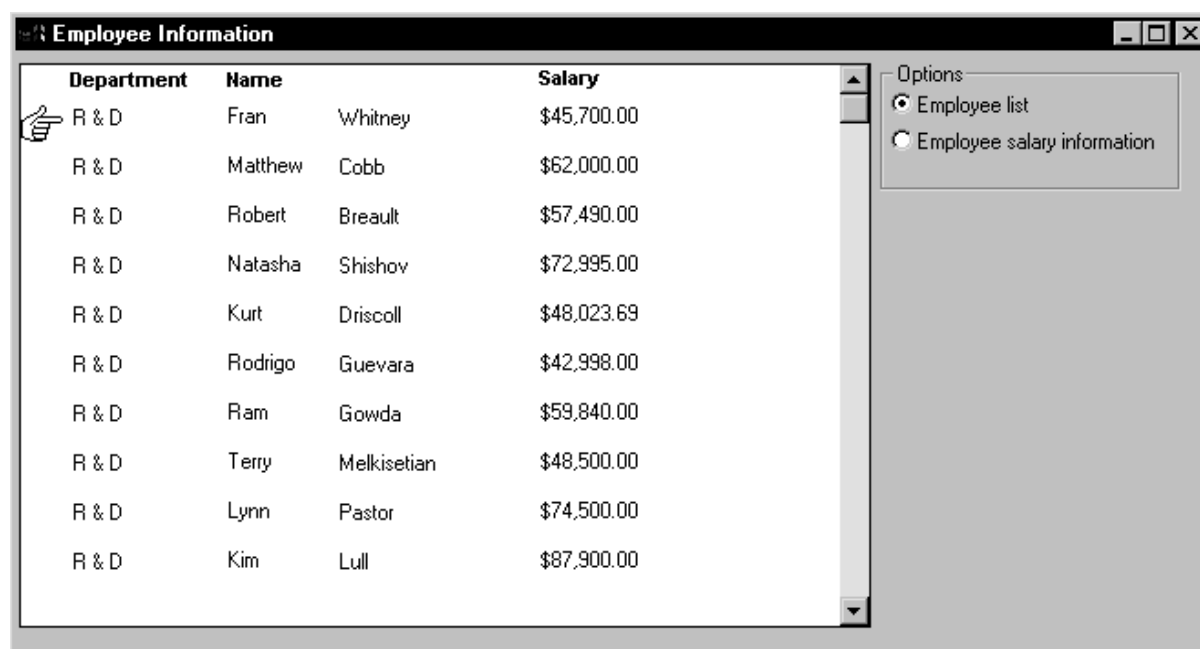 Employee Information
Department Name Salary
R & D Fran Whitney $45,700.00
R & D Matthew Cobb $62,000.00
R & D Robert Breault $57,490.00
R & D Natasha Shishov $72,995.00
R & D Kurt Driscoll $48,023.69
R & D Rodrigo Guevara $42,998.00
R & D Ram Gowda $59,840.00
R & D Terry Melkisetian $48,500.00
R & D Lynn Pastor $74,500.00
R & D Kim Lull $87,900.00
Options
Employee list
Employee salary information